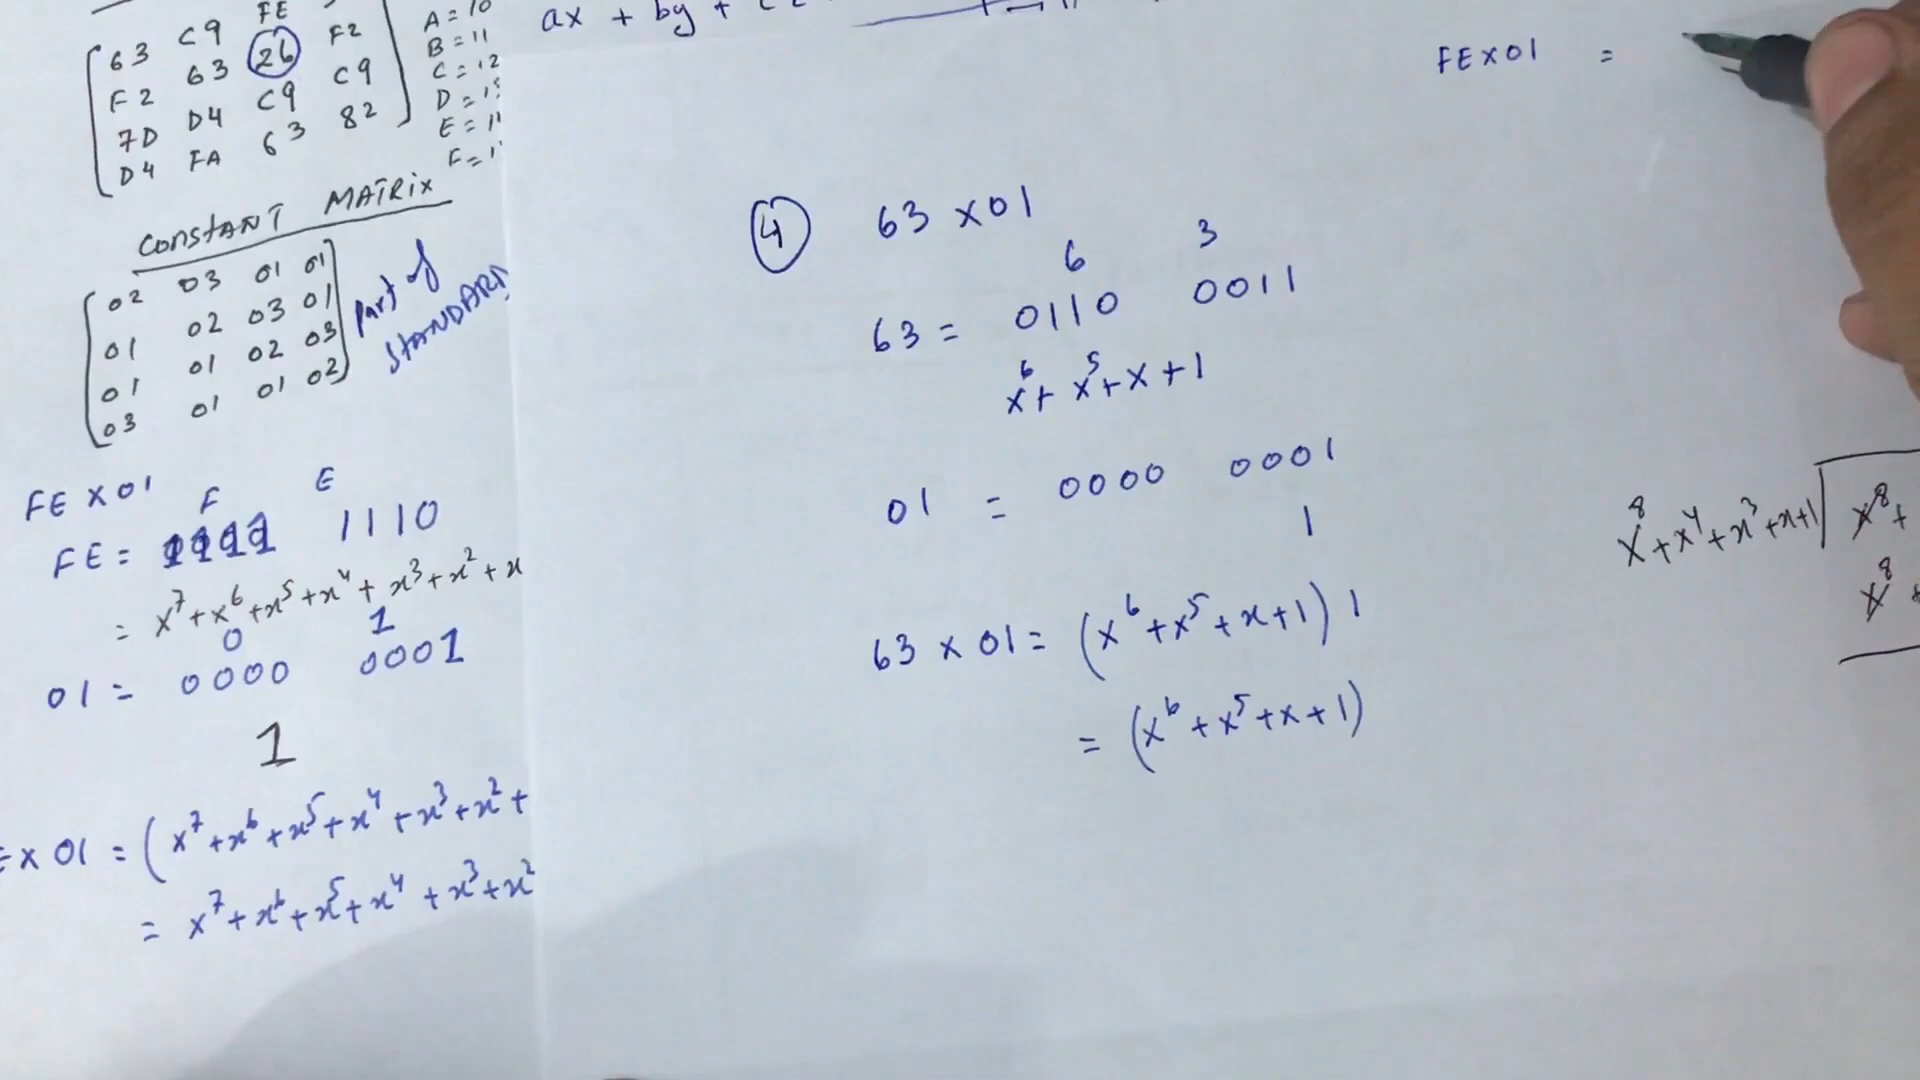 FE
63 C9 26 F2
F2 63 C9 C9
7D D4 63 82
D4 FA
A = 10
B = 11
C = 12
D = 1
E = 1
F = 1
CONSTANT MATRIX
02 03 01 01
01 02 03 01
01 01 02 03
03 01 01 02
Part of
STANDARD
FE X 01
F E
FE = 1111 1110
= x⁷ + x⁶ + x⁵ + x⁴ + x³ + x² + x
0 1
01 = 0000 0001
1
X 01 = (x⁷ + x⁶ + x⁵ + x⁴ + x³ + x² +
= x⁷ + x⁶ + x⁵ + x⁴ + x³ + x²
ax + by +
4 63 X 01
6 3
63 = 0110 0011
x⁶ + x⁵ + x + 1
01 = 0000 0001
1
63 X 01 = (x⁶ + x⁵ + x + 1) 1
= (x⁶ + x⁵ + x + 1)
FE X 01 =
x⁸ + x⁴ + x³ + x + 1 x⁸ +
x⁸ +